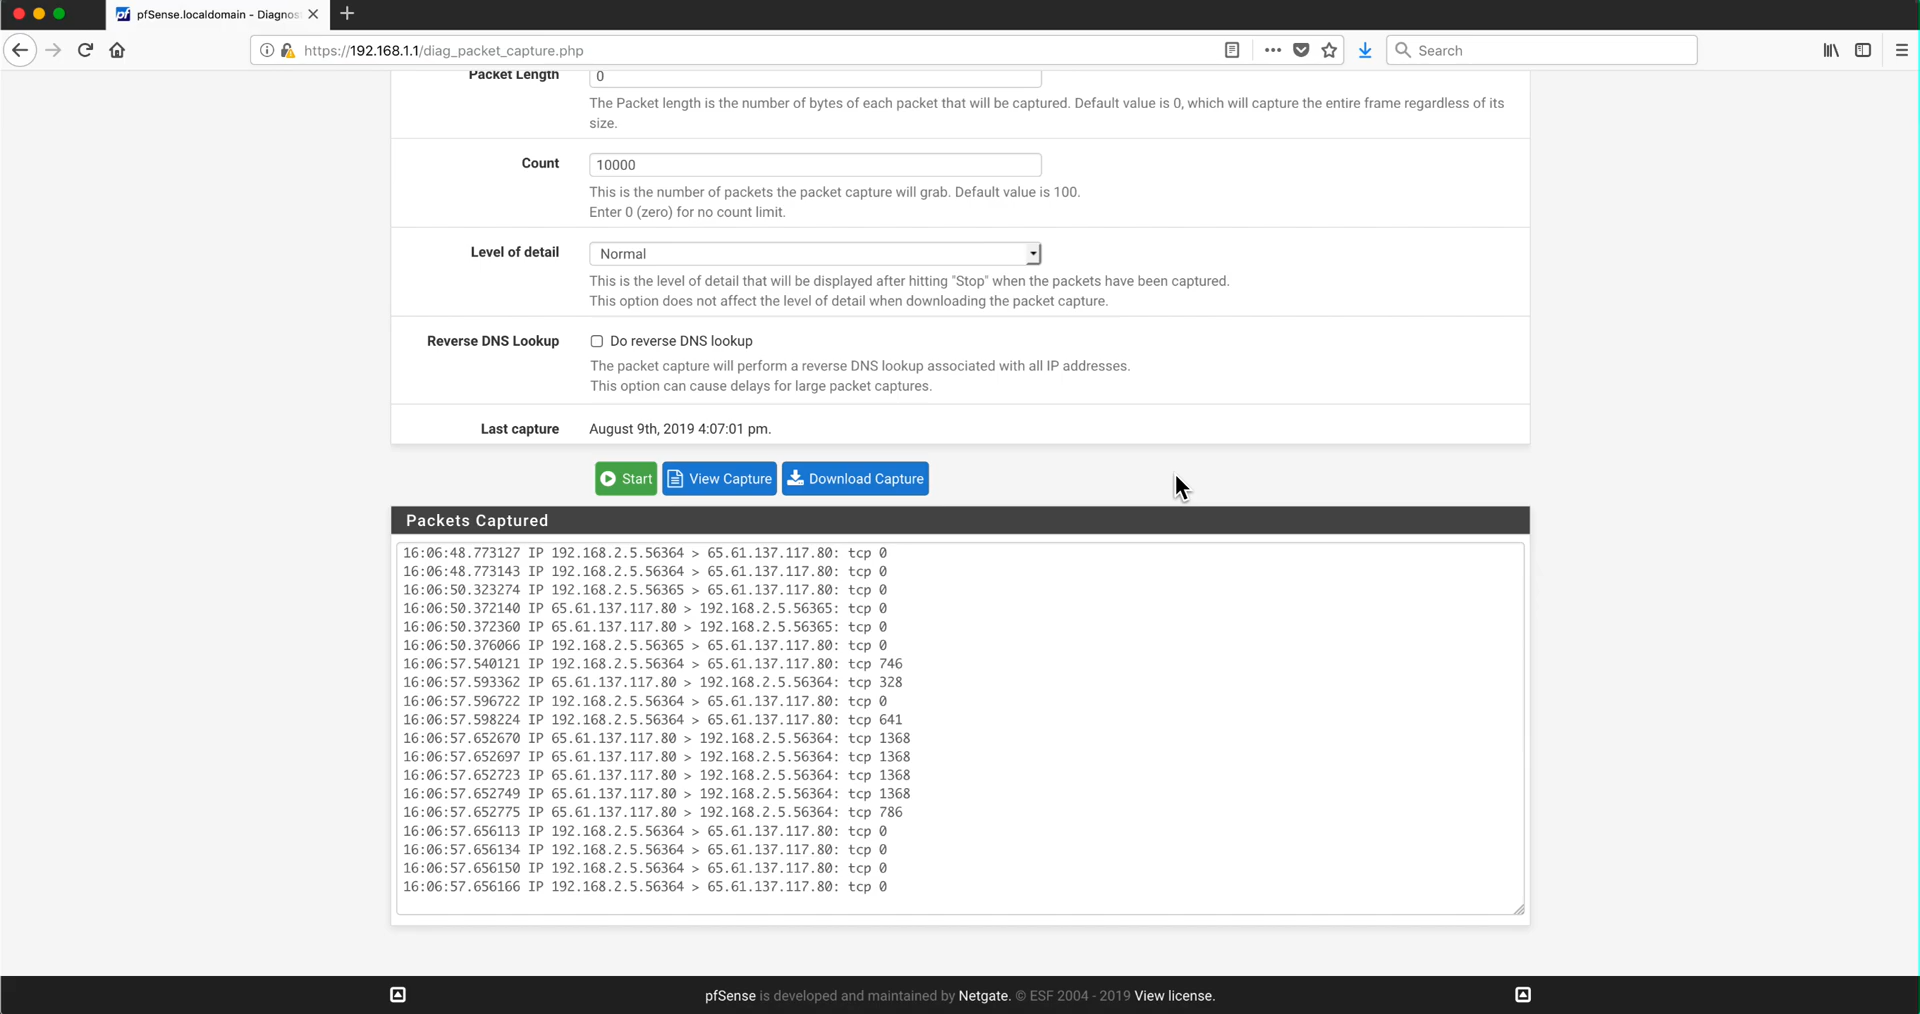 pfSense.localdomain - Diagnos
https://192.168.1.1/diag_packet_capture.php
Search
Packet Length
0
The Packet length is the number of bytes of each packet that will be captured. Default value is 0, which will capture the entire frame regardless of its
size.
Count
10000
This is the number of packets the packet capture will grab. Default value is 100.
Enter 0 (zero) for no count limit.
Level of detail
Normal
This is the level of detail that will be displayed after hitting "Stop" when the packets have been captured.
This option does not affect the level of detail when downloading the packet capture.
Reverse DNS Lookup
Do reverse DNS lookup
The packet capture will perform a reverse DNS lookup associated with all IP addresses.
This option can cause delays for large packet captures.
Last capture
August 9th, 2019 4:07:01 pm.
Start
View Capture
Download Capture
Packets Captured
16:06:48.773127 IP 192.168.2.5.56364 > 65.61.137.117.80: tcp 0
16:06:48.773143 IP 192.168.2.5.56364 > 65.61.137.117.80: tcp 0
16:06:50.323274 IP 192.168.2.5.56365 > 65.61.137.117.80: tcp 0
16:06:50.372140 IP 65.61.137.117.80 > 192.168.2.5.56365: tcp 0
16:06:50.372360 IP 65.61.137.117.80 > 192.168.2.5.56365: tcp 0
16:06:50.376066 IP 192.168.2.5.56365 > 65.61.137.117.80: tcp 0
16:06:57.540121 IP 192.168.2.5.56364 > 65.61.137.117.80: tcp 746
16:06:57.593362 IP 65.61.137.117.80 > 192.168.2.5.56364: tcp 328
16:06:57.596722 IP 192.168.2.5.56364 > 65.61.137.117.80: tcp 0
16:06:57.598224 IP 192.168.2.5.56364 > 65.61.137.117.80: tcp 641
16:06:57.652670 IP 65.61.137.117.80 > 192.168.2.5.56364: tcp 1368
16:06:57.652697 IP 65.61.137.117.80 > 192.168.2.5.56364: tcp 1368
16:06:57.652723 IP 65.61.137.117.80 > 192.168.2.5.56364: tcp 1368
16:06:57.652749 IP 65.61.137.117.80 > 192.168.2.5.56364: tcp 1368
16:06:57.652775 IP 65.61.137.117.80 > 192.168.2.5.56364: tcp 786
16:06:57.656113 IP 192.168.2.5.56364 > 65.61.137.117.80: tcp 0
16:06:57.656134 IP 192.168.2.5.56364 > 65.61.137.117.80: tcp 0
16:06:57.656150 IP 192.168.2.5.56364 > 65.61.137.117.80: tcp 0
16:06:57.656166 IP 192.168.2.5.56364 > 65.61.137.117.80: tcp 0
pfSense is developed and maintained by Netgate. © ESF 2004 - 2019 View license.